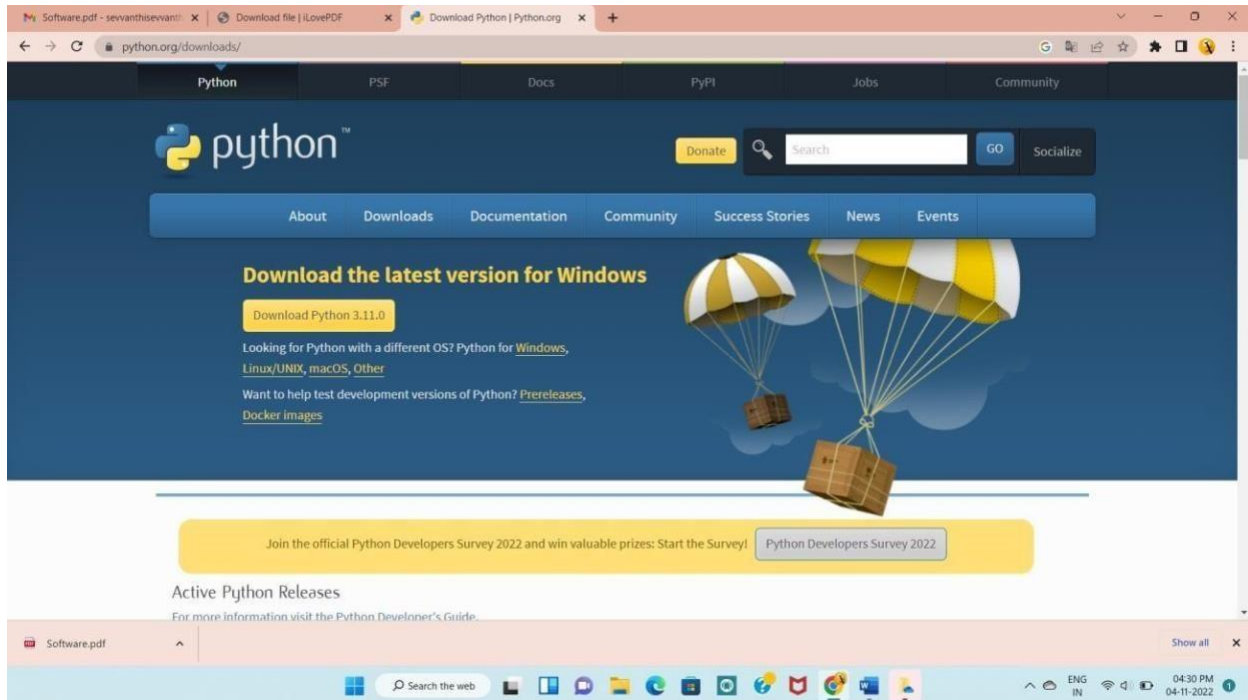 Software.pdf - sevvanthisevvanth
Download file | iLovePDF
Download Python | Python.org
python.org/downloads/
Python
PSF
Docs
PyPI
Jobs
Community
python™
Donate
Search
GO
Socialize
About
Downloads
Documentation
Community
Success Stories
News
Events
Download the latest version for Windows
Download Python 3.11.0
Looking for Python with a different OS? Python for Windows,
Linux/UNIX, macOS, Other
Want to help test development versions of Python? Prereleases,
Docker images
Join the official Python Developers Survey 2022 and win valuable prizes: Start the Survey!
Python Developers Survey 2022
Active Python Releases
For more information visit the Python Developer's Guide.
Software.pdf
Show all
Search the web
ENG
IN
04:30 PM
04-11-2022
1